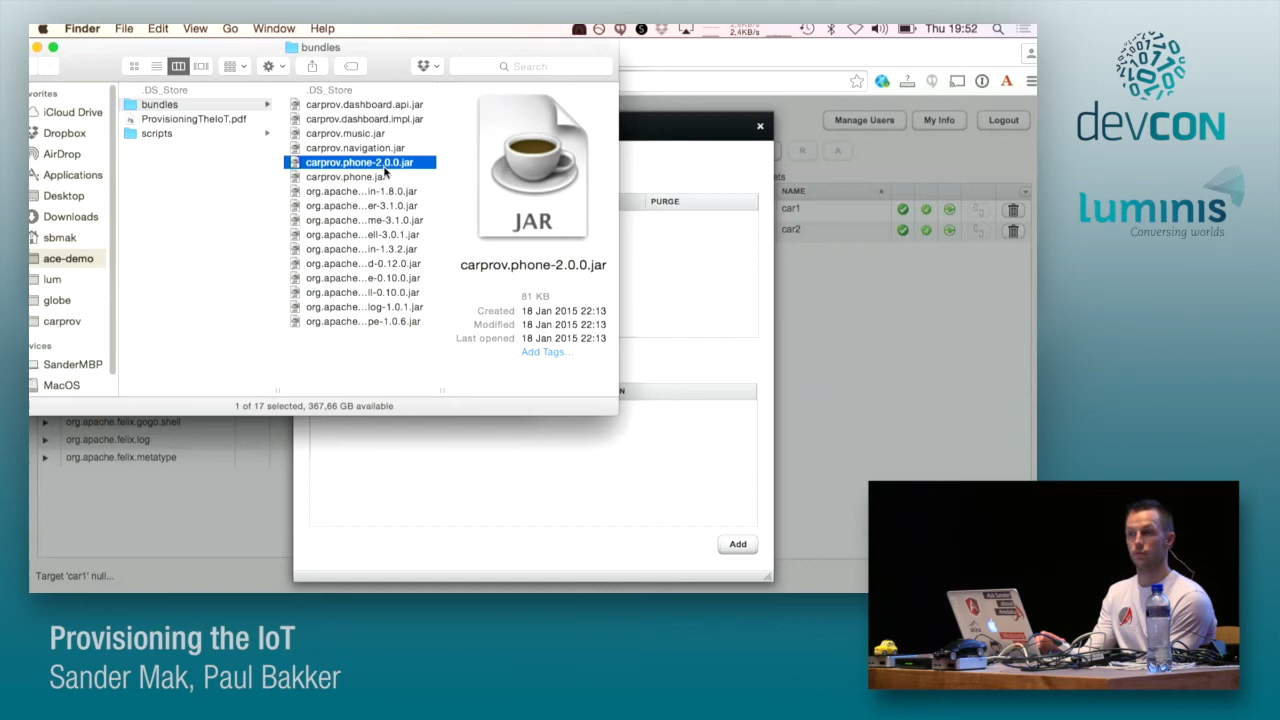 Finder File Edit View Go Window Help
2,4KB/s
Thu 19:52
bundles
Search
vorites
iCloud Drive
Dropbox
AirDrop
Applications
Desktop
Downloads
sbmak
ace-demo
lum
globe
carprov
vices
SanderMBP
MacOS
.DS_Store
bundles
ProvisioningTheIoT.pdf
scripts
.DS_Store
carprov.dashboard.api.jar
carprov.dashboard.impl.jar
carprov.music.jar
carprov.navigation.jar
carprov.phone-2.0.0.jar
carprov.phone.jar
org.apache…in-1.8.0.jar
org.apache…er-3.1.0.jar
org.apache…me-3.1.0.jar
org.apache…ell-3.0.1.jar
org.apache…in-1.3.2.jar
org.apache…d-0.12.0.jar
org.apache…e-0.10.0.jar
org.apache…ll-0.10.0.jar
org.apache…log-1.0.1.jar
org.apache…pe-1.0.6.jar
JAR
carprov.phone-2.0.0.jar
81 KB
Created 18 Jan 2015 22:13
Modified 18 Jan 2015 22:13
Last opened 18 Jan 2015 22:13
Add Tags…
1 of 17 selected, 367,66 GB available
Manage Users
My Info
Logout
R
A
ets
PURGE
NAME
car1
car2
N
org.apache.felix.gogo.shell
org.apache.felix.log
org.apache.felix.metatype
Add
Target 'car1' null...
devcon
luminis
Conversing worlds
Provisioning the IoT
Sander Mak, Paul Bakker